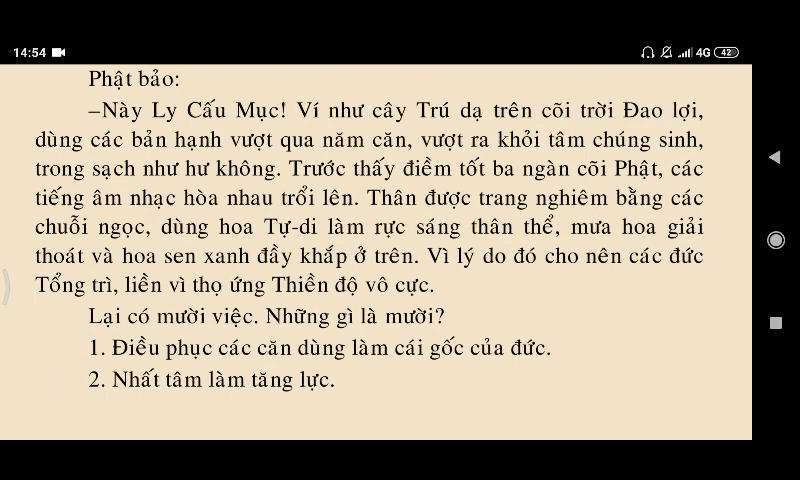 14:54
4G 42
Phật bảo:
–Này Ly Cấu Mục! Ví như cây Trú dạ trên cõi trời Đao lợi,
dùng các bản hạnh vượt qua năm căn, vượt ra khỏi tâm chúng sinh,
trong sạch như hư không. Trước thấy điềm tốt ba ngàn cõi Phật, các
tiếng âm nhạc hòa nhau trổi lên. Thân được trang nghiêm bằng các
chuỗi ngọc, dùng hoa Tự-di làm rực sáng thân thể, mưa hoa giải
thoát và hoa sen xanh đầy khắp ở trên. Vì lý do đó cho nên các đức
Tổng trì, liền vì thọ ứng Thiền độ vô cực.
Lại có mười việc. Những gì là mười?
1. Điều phục các căn dùng làm cái gốc của đức.
2. Nhất tâm làm tăng lực.